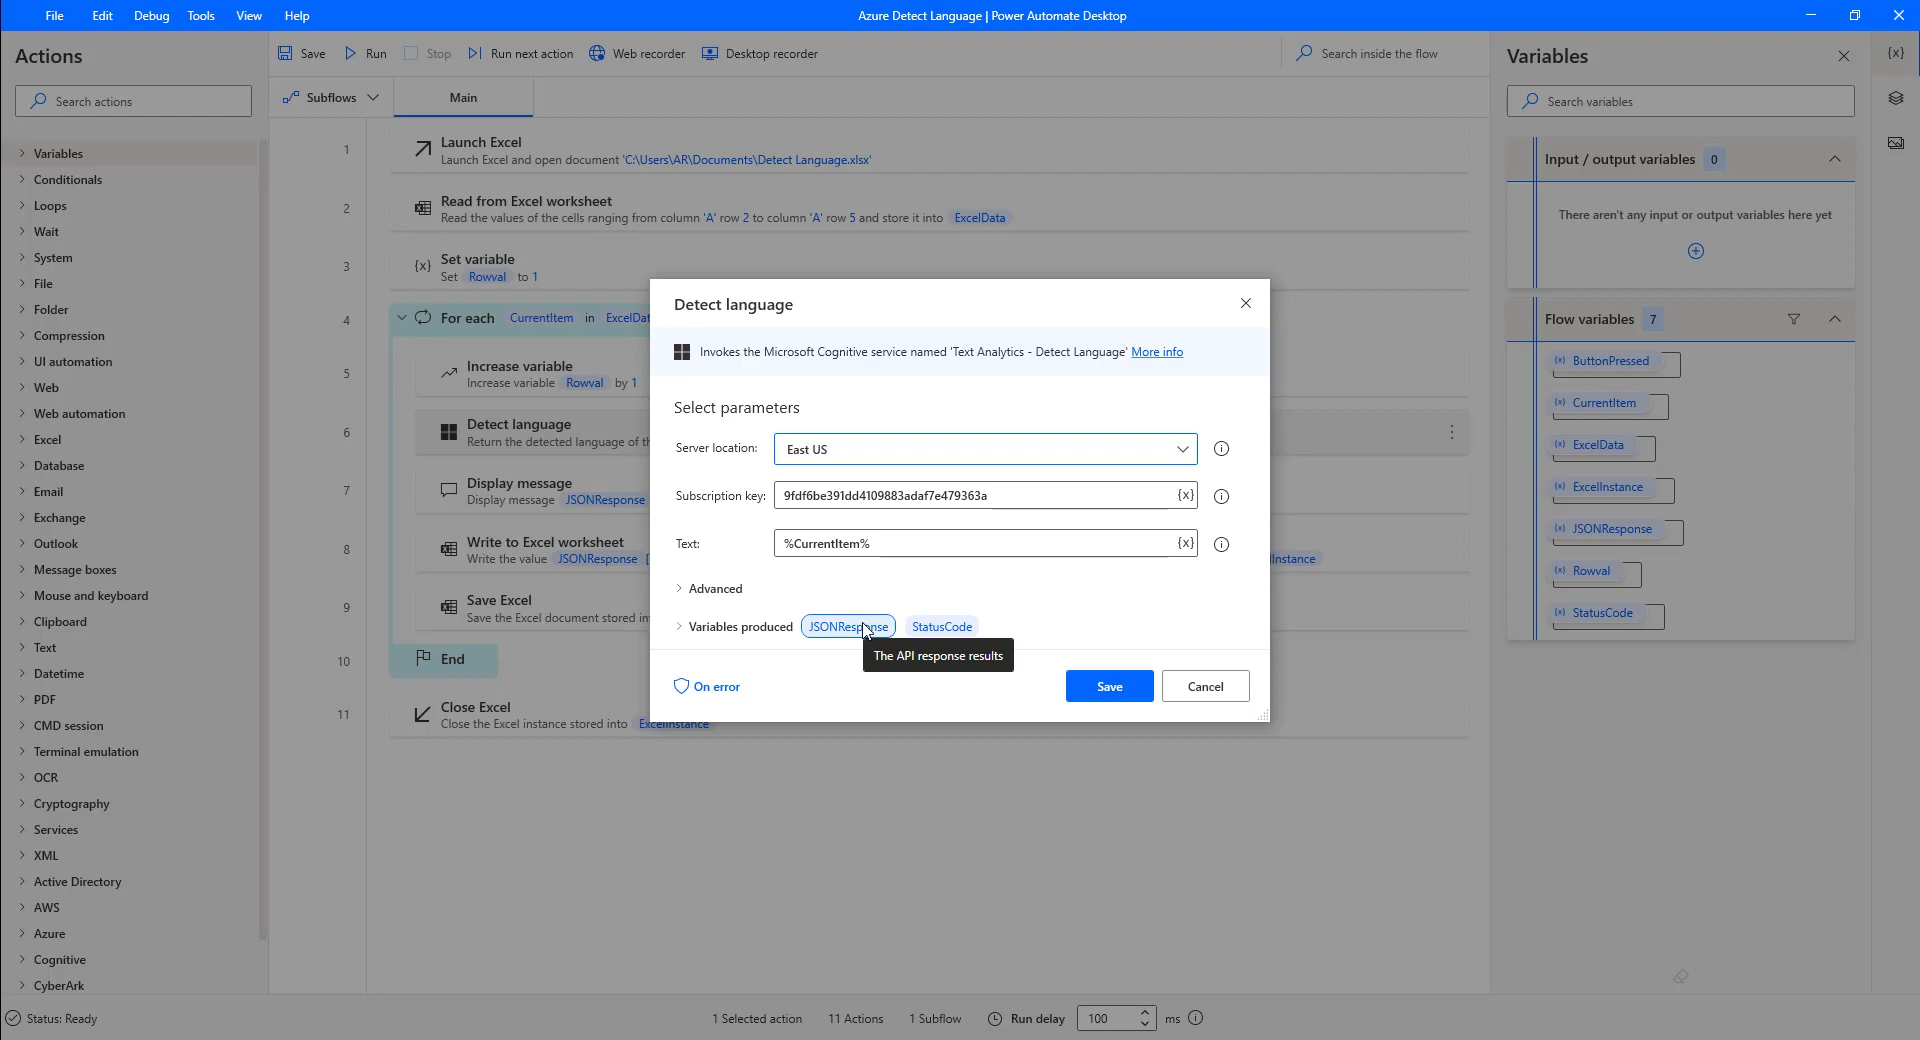 File Edit Debug Tools View Help
Azure Detect Language | Power Automate Desktop
Actions
Search actions
Variables
Conditionals
Loops
Wait
System
File
Folder
Compression
UI automation
Web
Web automation
Excel
Database
Email
Exchange
Outlook
Message boxes
Mouse and keyboard
Clipboard
Text
Datetime
PDF
CMD session
Terminal emulation
OCR
Cryptography
Services
XML
Active Directory
AWS
Azure
Cognitive
CyberArk
Save Run Stop Run next action Web recorder Desktop recorder
Search inside the flow
Subflows Main
1 Launch Excel
Launch Excel and open document 'C:\Users\AR\Documents\Detect Language.xlsx'
2 Read from Excel worksheet
Read the values of the cells ranging from column 'A' row 2 to column 'A' row 5 and store it into ExcelData
3 {x} Set variable
Set Rowval to 1
4 For each CurrentItem in ExcelDat
5 Increase variable
Increase variable Rowval by 1
6 Detect language
Return the detected language of th
7 Display message
Display message JSONResponse
8 Write to Excel worksheet
Write the value JSONResponse [ lInstance
9 Save Excel
Save the Excel document stored int
10 End
11 Close Excel
Close the Excel instance stored into ExcelInstance
Detect language
Invokes the Microsoft Cognitive service named 'Text Analytics - Detect Language' More info
Select parameters
Server location: East US
Subscription key: 9fdf6be391dd4109883adaf7e479363a {x}
Text: %CurrentItem% {x}
Advanced
Variables produced JSONResponse StatusCode
The API response results
On error Save Cancel
Variables
{x}
Search variables
Input / output variables 0
There aren't any input or output variables here yet
Flow variables 7
(x) ButtonPressed
(x) CurrentItem
(x) ExcelData
(x) ExcelInstance
(x) JSONResponse
(x) Rowval
(x) StatusCode
Status: Ready 1 Selected action 11 Actions 1 Subflow Run delay 100 ms